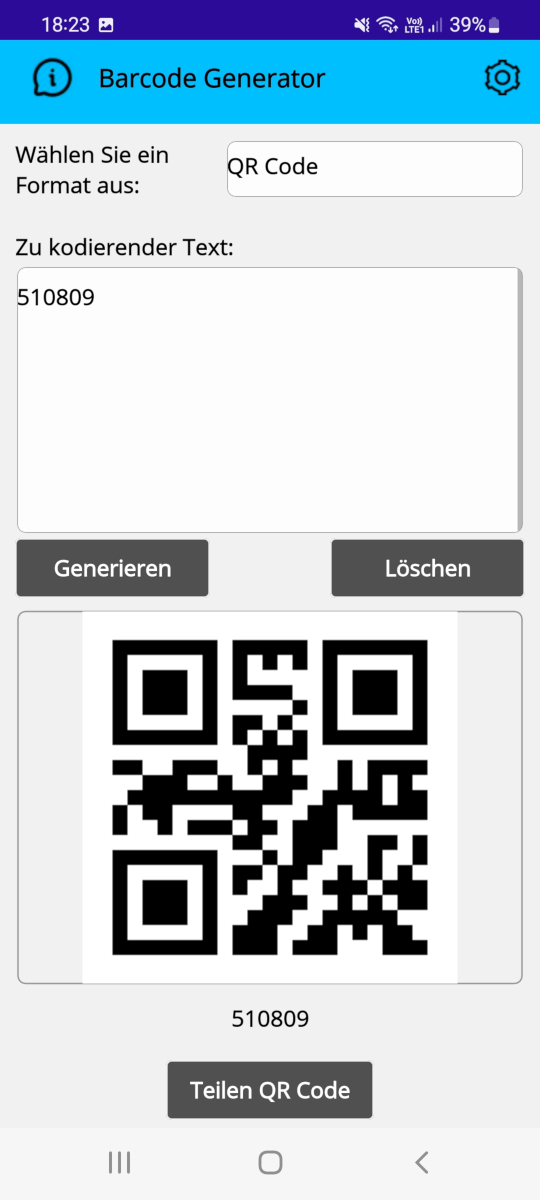 18:23
Vo)) LTE1 39%
Barcode Generator
Wählen Sie ein
Format aus:
QR Code
Zu kodierender Text:
510809
Generieren
Löschen
510809
Teilen QR Code